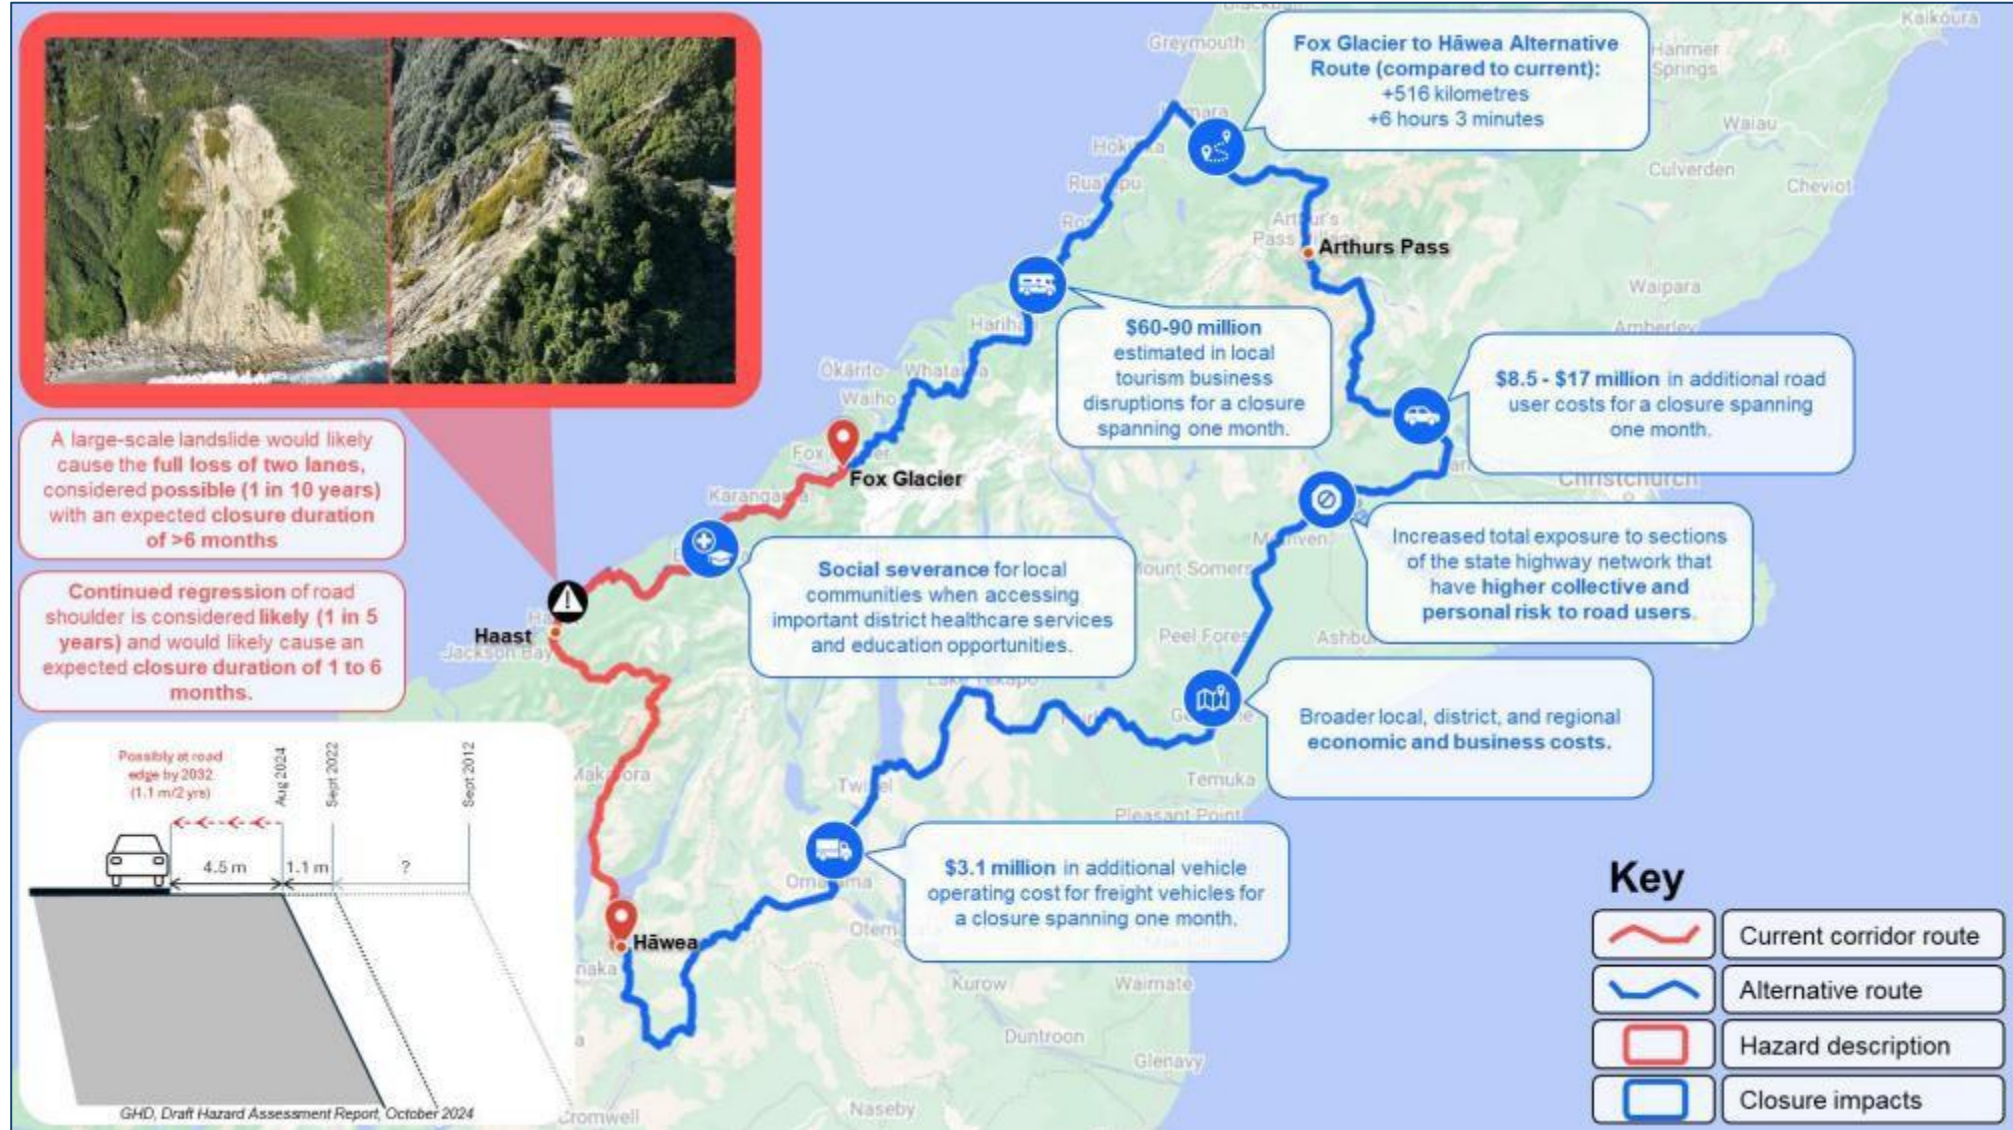 Fox Glacier to Hāwea Alternative
Route (compared to current):
+516 kilometres
+6 hours 3 minutes
Greymouth
Kaikōura
Hanmer
Springs
Waiau
Culverden
Cheviot
Arthurs Pass
Waipara
Amberley
$60-90 million
estimated in local
tourism business
disruptions for a closure
spanning one month.
$8.5 - $17 million in additional road
user costs for a closure spanning
one month.
Ōkārito
Waiho
A large-scale landslide would likely
cause the full loss of two lanes,
considered possible (1 in 10 years)
with an expected closure duration
of >6 months
Fox Glacier
Christchurch
Increased total exposure to sections
of the state highway network that
have higher collective and
personal risk to road users.
Social severance for local
communities when accessing
important district healthcare services
and education opportunities.
Mount Somers
Continued regression of road
shoulder is considered likely (1 in 5
years) and would likely cause an
expected closure duration of 1 to 6
months.
Haast
Jackson Bay
Broader local, district, and regional
economic and business costs.
Temuka
Pleasant Point
Possibly at road
edge by 2032
(1.1 m/2 yrs)
Aug 2024
Sept 2022
Sept 2012
4.5 m
1.1 m
?
$3.1 million in additional vehicle
operating cost for freight vehicles for
a closure spanning one month.
Hāwea
Kurow
Waimate
Duntroon
Glenavy
Naseby
Cromwell
GHD, Draft Hazard Assessment Report, October 2024
Key
Current corridor route
Alternative route
Hazard description
Closure impacts